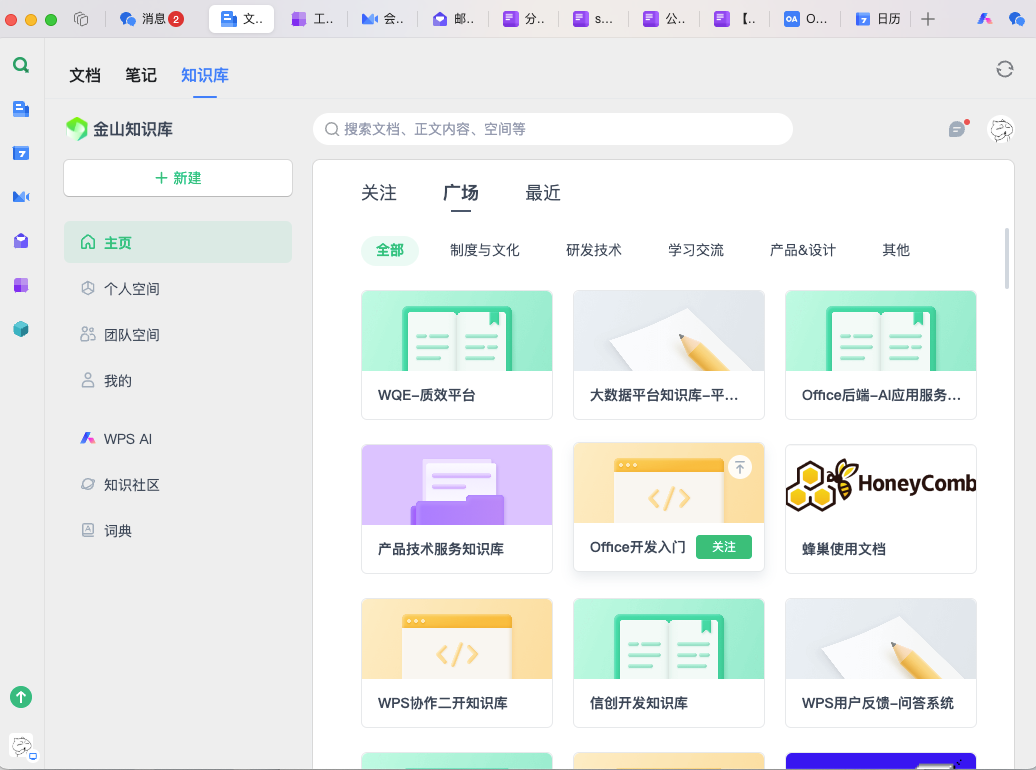 消息 2
文..
工..
会..
邮..
分..
s...
公..
【..
OA O...
7 日历
文档 笔记 知识库
7
金山知识库
搜索文档、正文内容、空间等
新建
关注 广场 最近
主页
全部 制度与文化 研发技术 学习交流 产品&设计 其他
个人空间
团队空间
我的
WPS AI
知识社区
A 词典
WQE-质效平台
大数据平台知识库-平...
Office后端-AI应用服务...
</>
HoneyComb
产品技术服务知识库
Office开发入门 关注
蜂巢使用文档
</>
WPS协作二开知识库
信创开发知识库
WPS用户反馈-问答系统